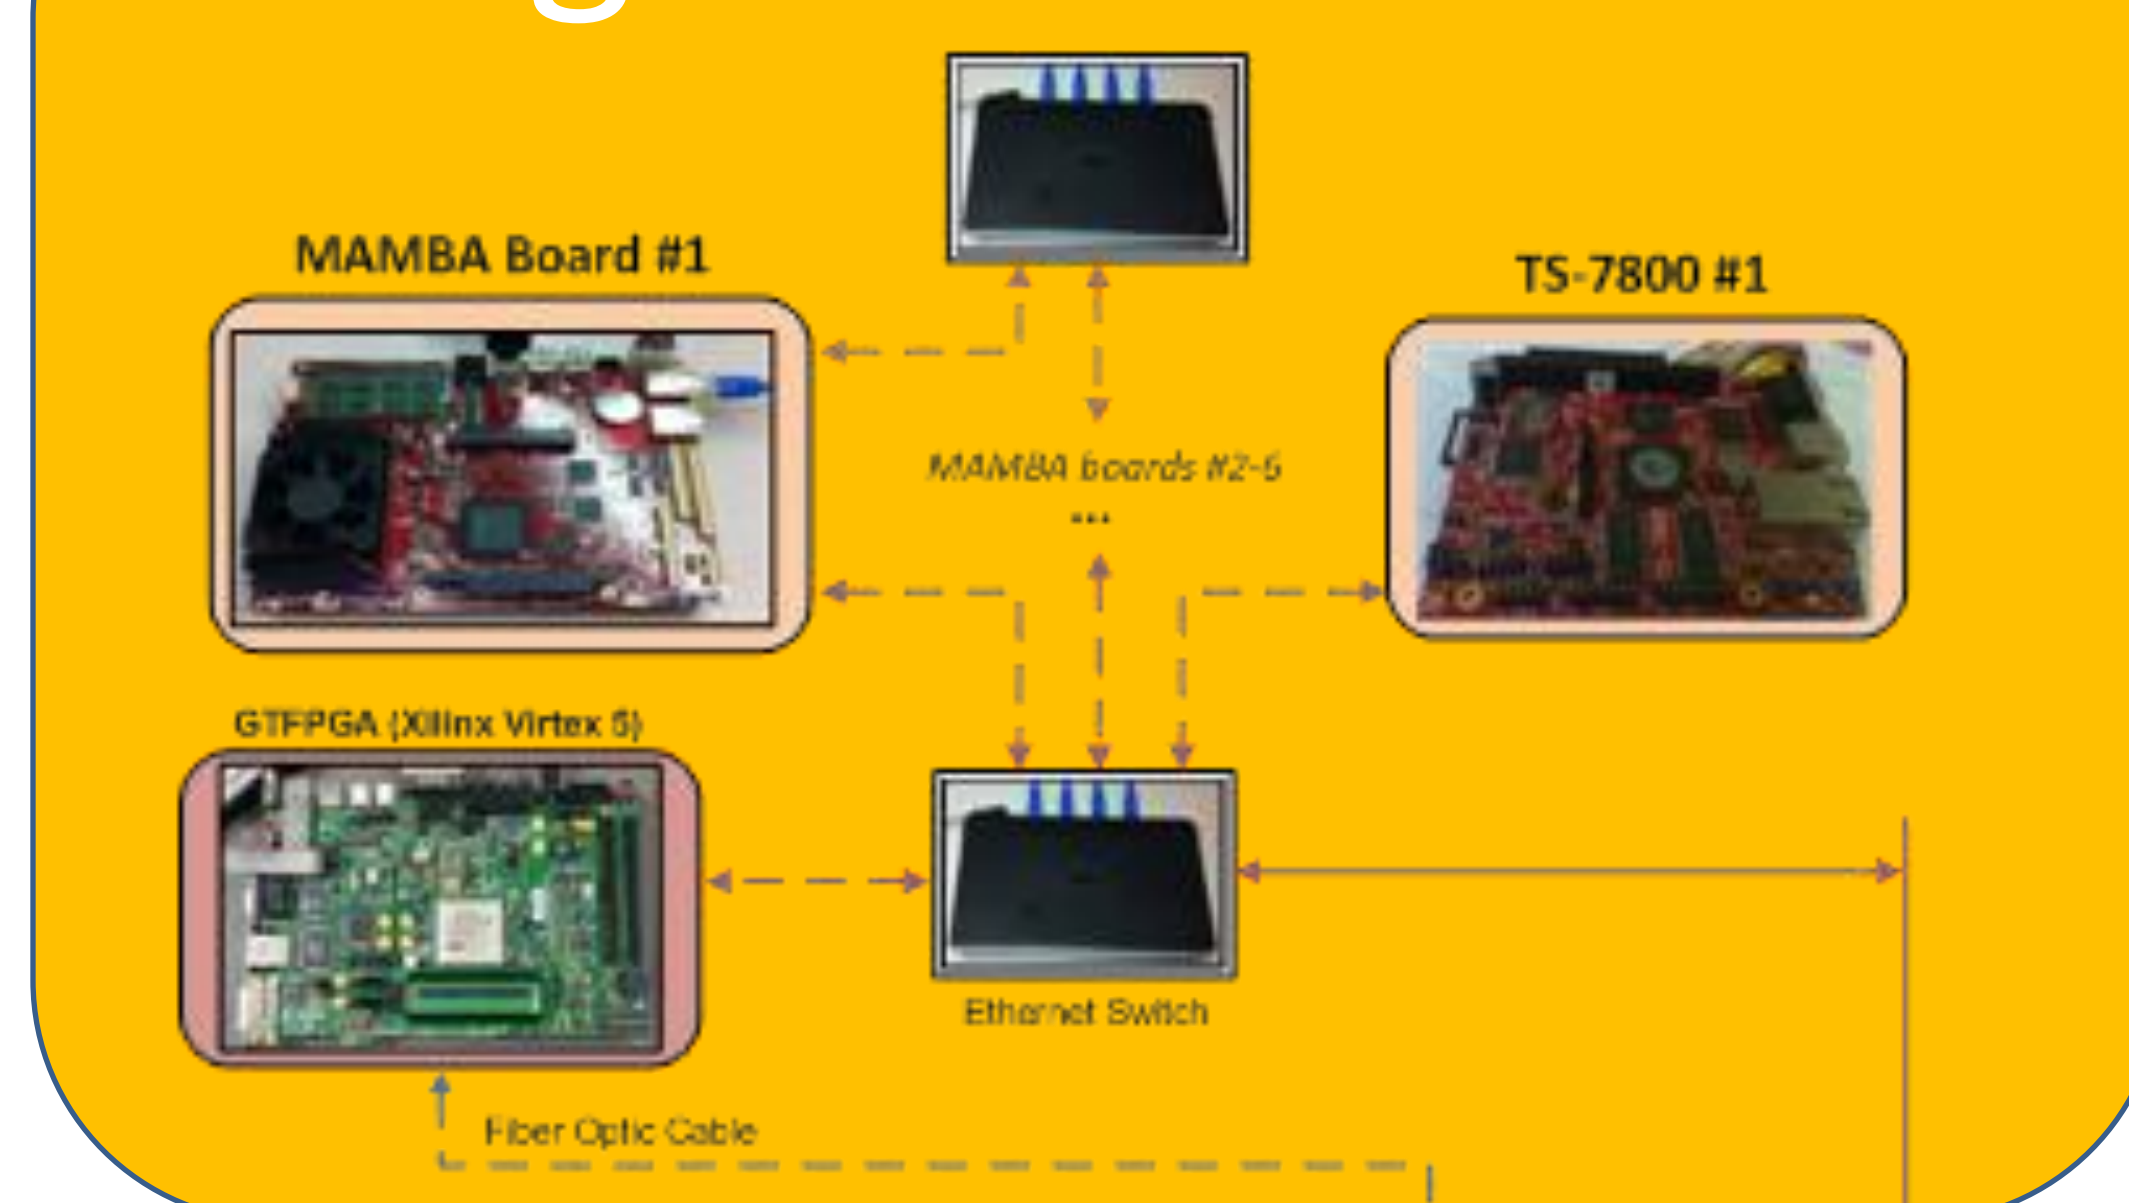 g
MAMBA Board #1
TS-7800 #1
MAMBA boards #2-6
...
GTFPGA (Xilinx Virtex 5)
Ethernet Switch
Fiber Optic Cable